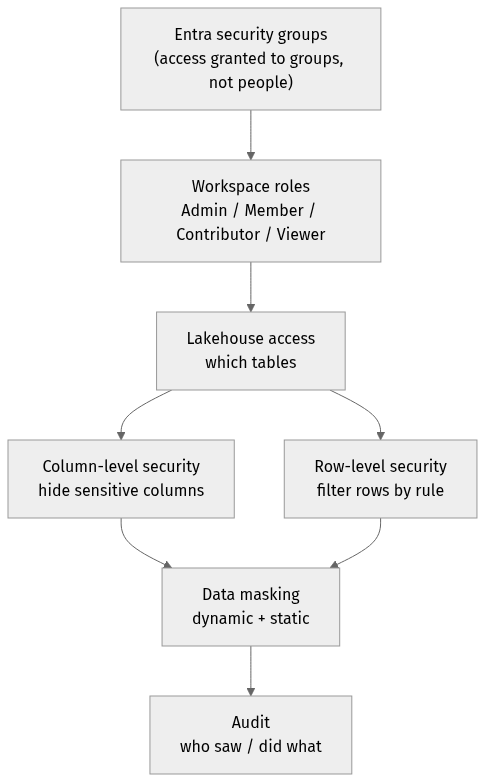 Entra security groups
(access granted to groups,
not people)
Workspace roles
Admin / Member /
Contributor / Viewer
Lakehouse access
which tables
Column-level security
hide sensitive columns
Row-level security
filter rows by rule
Data masking
dynamic + static
Audit
who saw / did what